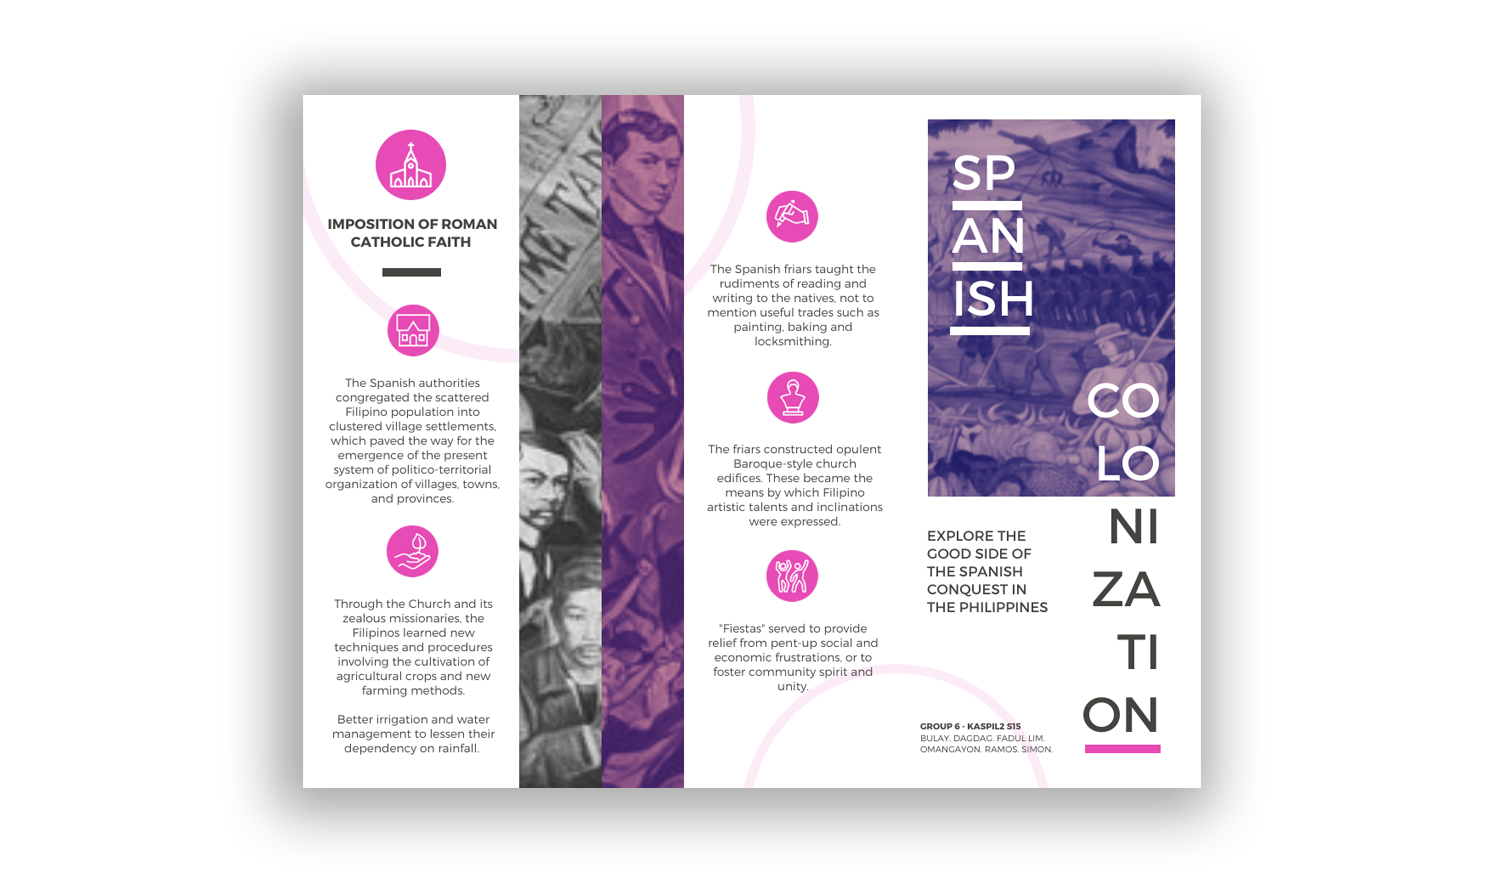 IMPOSITION OF ROMAN
CATHOLIC FAITH
The Spanish authorities
congregated the scattered
Filipino population into
clustered village settlements,
which paved the way for the
emergence of the present
system of politico-territorial
organization of villages, towns,
and provinces.
Through the Church and its
zealous missionaries, the
Filipinos learned new
techniques and procedures
involving the cultivation of
agricultural crops and new
farming methods.
Better irrigation and water
management to lessen their
dependency on rainfall.
The Spanish friars taught the
rudiments of reading and
writing to the natives, not to
mention useful trades such as
painting, baking and
locksmithing.
The friars constructed opulent
Baroque-style church
edifices. These became the
means by which Filipino
artistic talents and inclinations
were expressed.
"Fiestas" served to provide
relief from pent-up social and
economic frustrations, or to
foster community spirit and
unity.
SP
AN
ISH
CO
LO
NI
ZA
TI
ON
EXPLORE THE
GOOD SIDE OF
THE SPANISH
CONQUEST IN
THE PHILIPPINES
GROUP 6 - KASPIL2 S15
BULAY. DAGDAG. FADUL LIM.
OMANGAYON. RAMOS. SIMON.